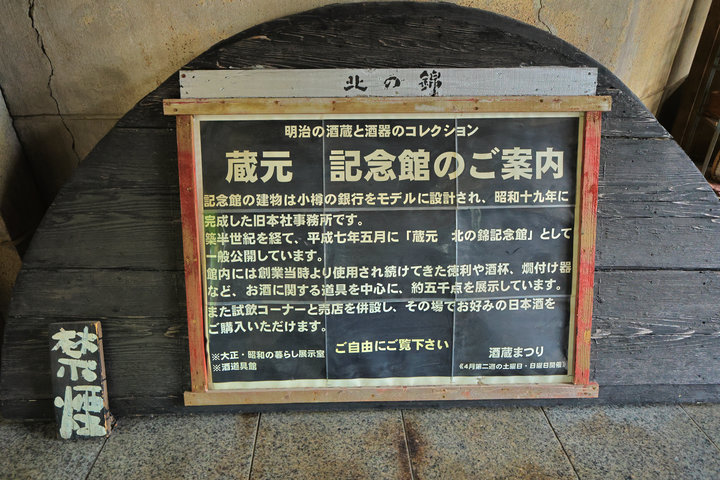 北の錦
明治の酒蔵と酒器のコレクション
蔵元　記念館のご案内
記念館の建物は小樽の銀行をモデルに設計され、昭和十九年に
完成した旧本社事務所です。
築半世紀を経て、平成七年五月に「蔵元　北の錦記念館」として
一般公開しています。
館内には創業当時より使用され続けてきた徳利や酒杯、燗付け器
など、お酒に関する道具を中心に、約五千点を展示しています。
また試飲コーナーと売店を併設し、その場でお好みの日本酒を
ご購入いただけます。
ご自由にご覧下さい
※大正・昭和の暮らし展示室
※酒道具館
酒蔵まつり
《4月第二週の土曜日・日曜日開催》
禁煙